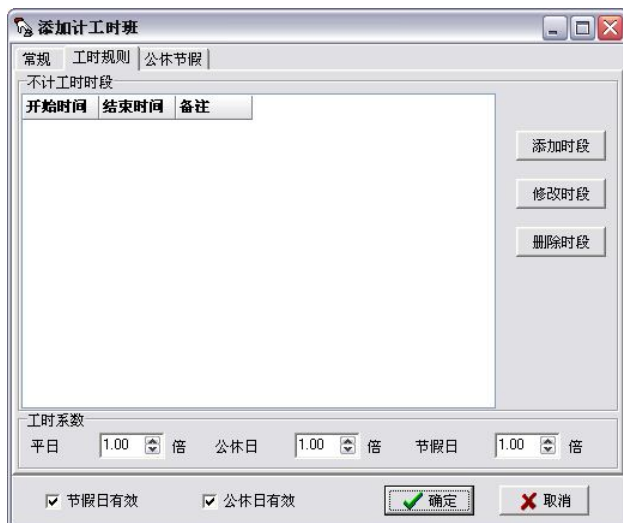 添加计工时班
常规 工时规则 公休节假
不计工时时段
开始时间 结束时间 备注
添加时段
修改时段
删除时段
工时系数
平日 1.00 倍 公休日 1.00 倍 节假日 1.00 倍
节假日有效 公休日有效 确定 取消